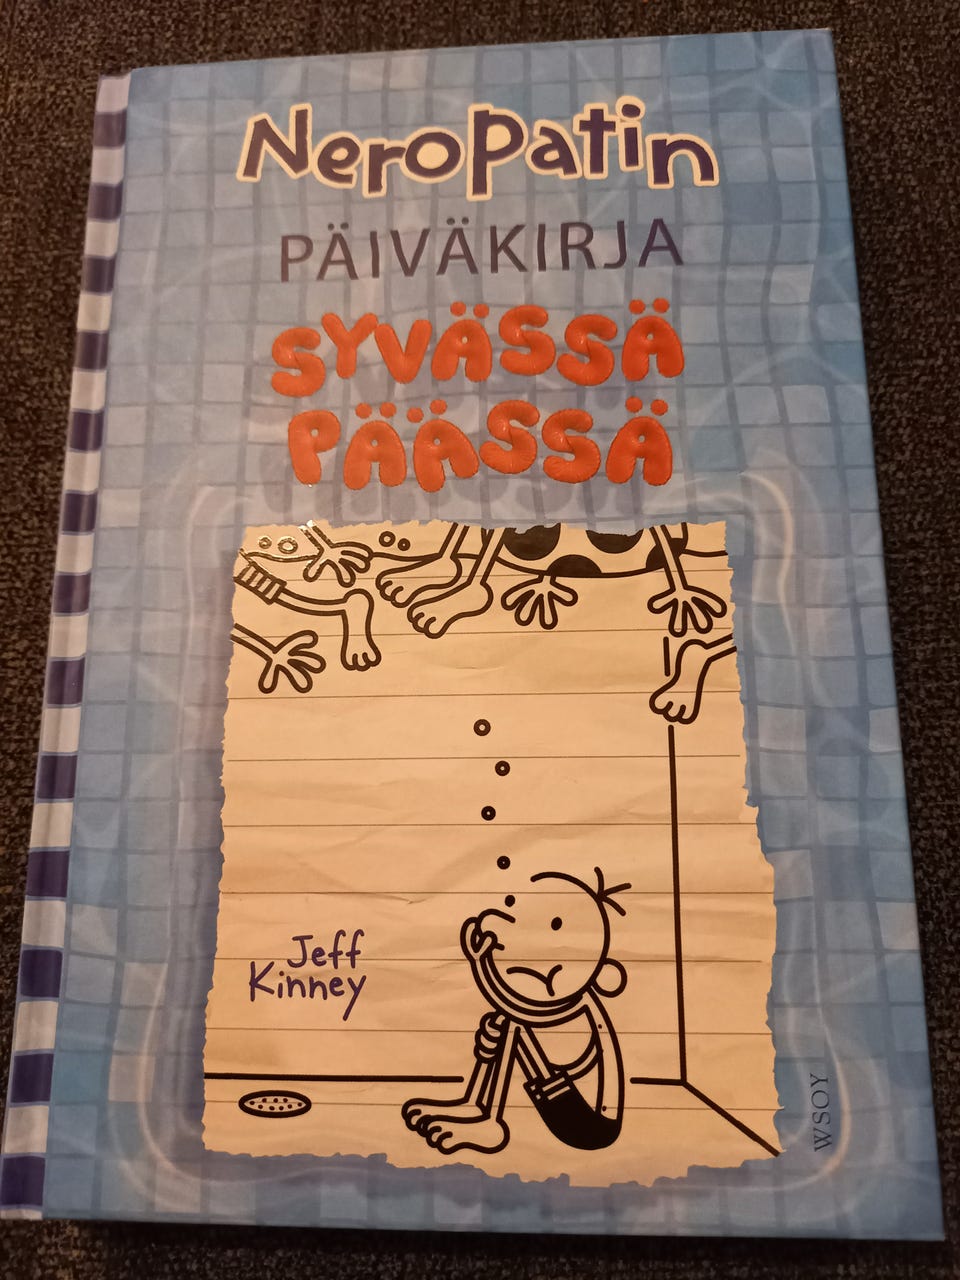 Neropatin
PÄIVÄKIRJA
SYVÄSSÄ
PÄÄSSÄ
Jeff
Kinney
WSOY